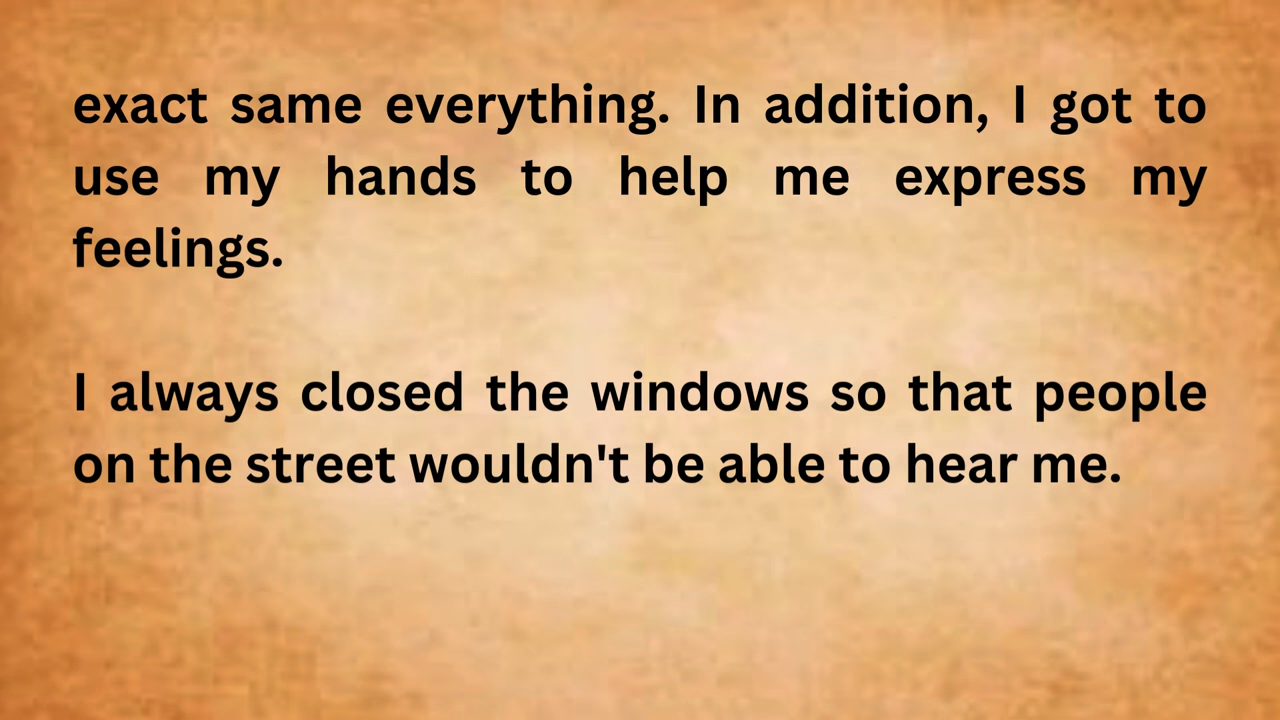 exact same everything. In addition, I got to
use my hands to help me express my
feelings.
I always closed the windows so that people
on the street wouldn't be able to hear me.